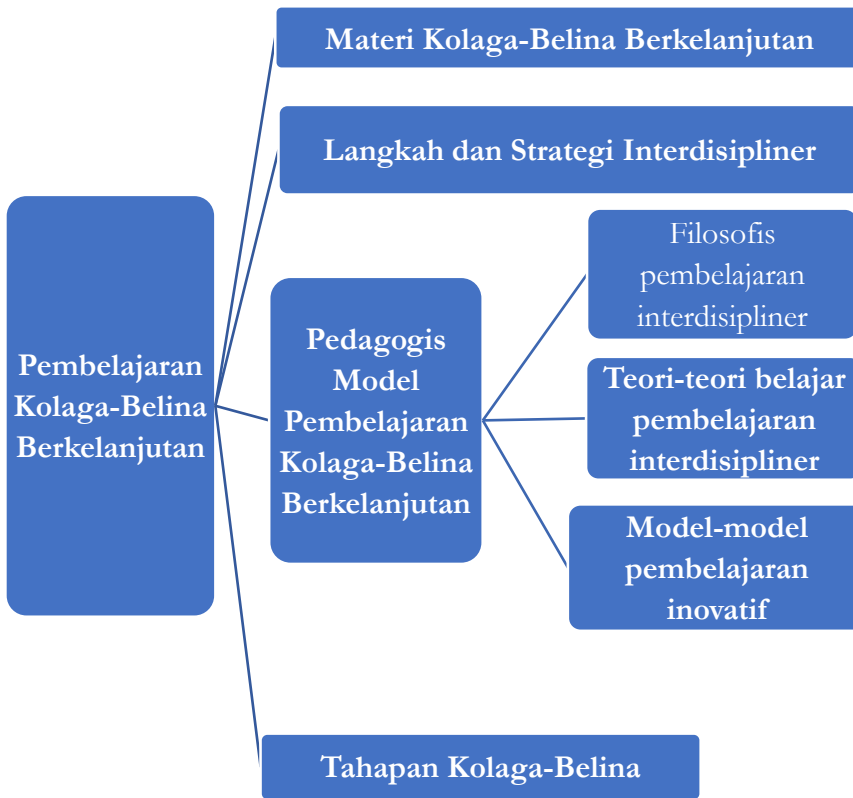 Materi Kolaga-Belina Berkelanjutan
Langkah dan Strategi Interdisipliner
Pembelajaran
Kolaga-Belina
Berkelanjutan
Pedagogis
Model
Pembelajaran
Kolaga-Belina
Berkelanjutan
Filosofis
pembelajaran
interdisipliner
Teori-teori belajar
pembelajaran
interdisipliner
Model-model
pembelajaran
inovatif
Tahapan Kolaga-Belina